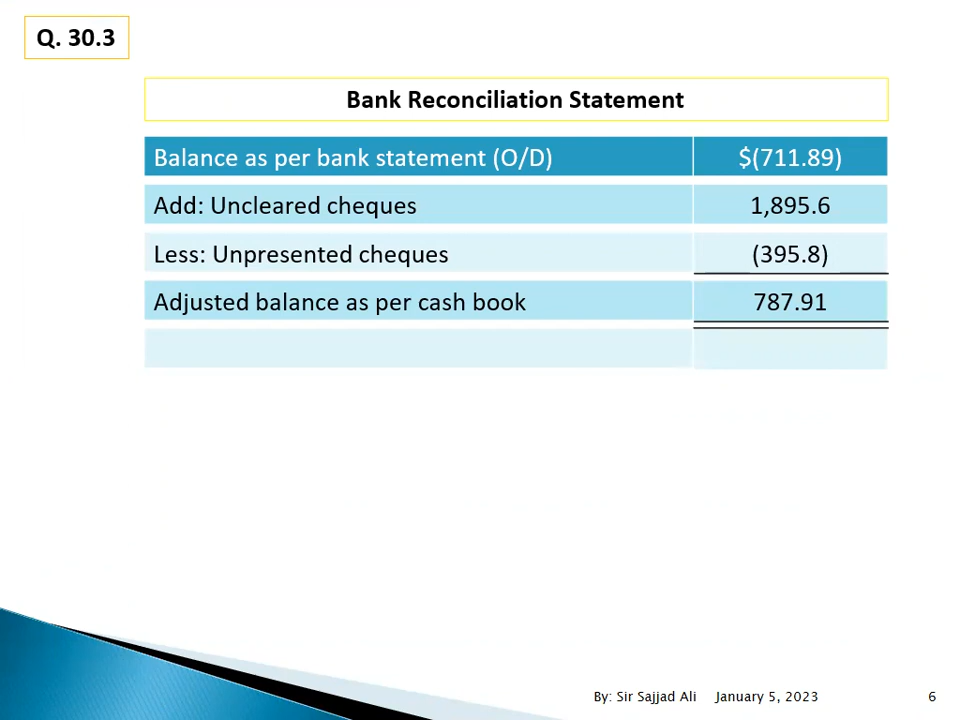 Q. 30.3
Bank Reconciliation Statement
Balance as per bank statement (O/D) $(711.89)
Add: Uncleared cheques 1,895.6
Less: Unpresented cheques (395.8)
Adjusted balance as per cash book 787.91
By: Sir Sajjad Ali January 5, 2023 6